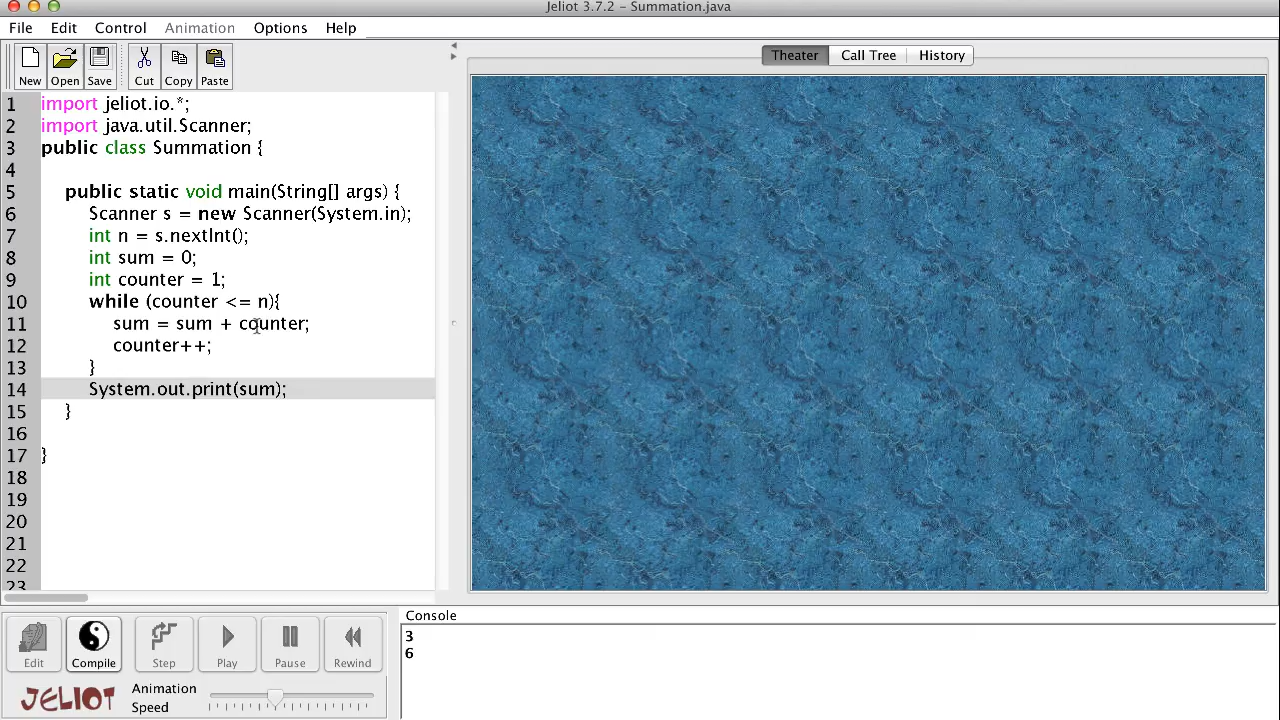 Jeliot 3.7.2 – Summation.java
File Edit Control Animation Options Help
New Open Save Cut Copy Paste
Theater Call Tree History
1 import jeliot.io.*;
2 import java.util.Scanner;
3 public class Summation {
4
5 public static void main(String[] args) {
6 Scanner s = new Scanner(System.in);
7 int n = s.nextInt();
8 int sum = 0;
9 int counter = 1;
10 while (counter <= n){
11 sum = sum + counter;
12 counter++;
13 }
14 System.out.print(sum);
15 }
16
17 }
18
19
20
21
22
23
Edit Compile Step Play Pause Rewind
JELIOT
Animation
Speed
Console
3
6